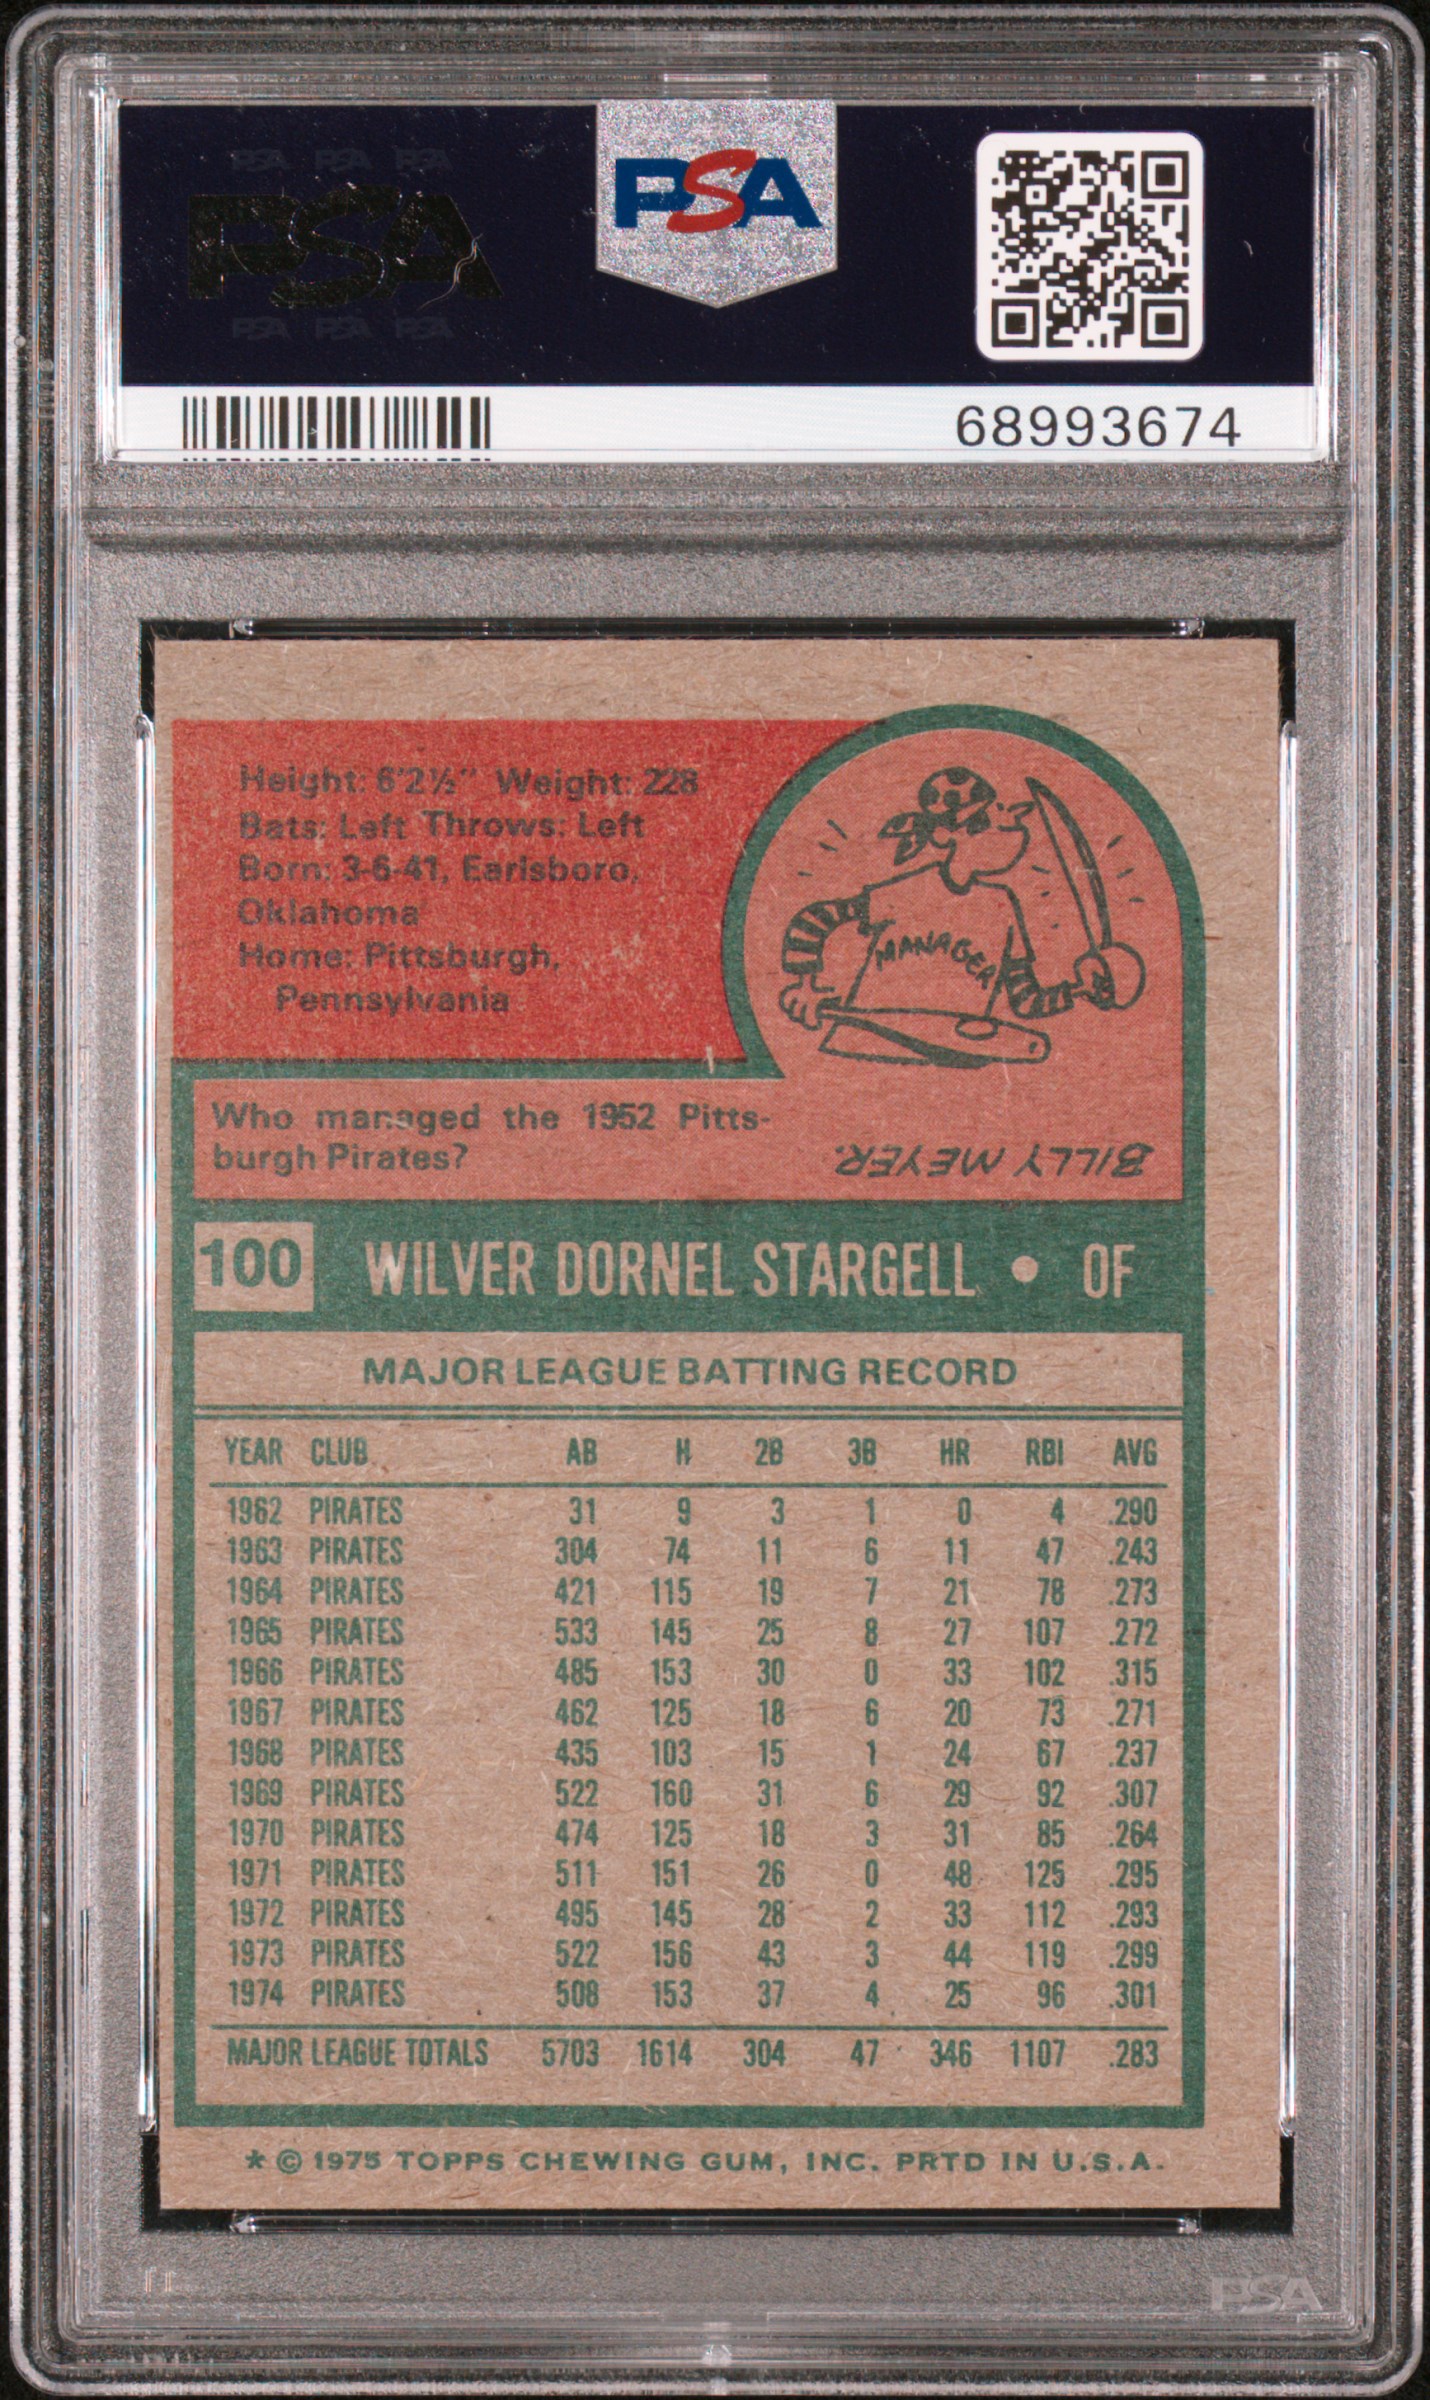 PSA PSA PSA
PSA
PSA PSA PSA
PSA
68993674
Height: 6'2½" Weight: 228
Bats: Left Throws: Left
Born: 3-6-41, Earlsboro,
Oklahoma
Home: Pittsburgh,
Pennsylvania
MANAGER
Who managed the 1952 Pitts-
burgh Pirates?
BILLY MEYER.
100 WILVER DORNEL STARGELL • OF
MAJOR LEAGUE BATTING RECORD
YEAR CLUB AB H 2B 3B HR RBI AVG
1962 PIRATES 31 9 3 1 0 4 .290
1963 PIRATES 304 74 11 6 11 47 .243
1964 PIRATES 421 115 19 7 21 78 .273
1965 PIRATES 533 145 25 8 27 107 .272
1966 PIRATES 485 153 30 0 33 102 .315
1967 PIRATES 462 125 18 6 20 73 .271
1968 PIRATES 435 103 15 1 24 67 .237
1969 PIRATES 522 160 31 6 29 92 .307
1970 PIRATES 474 125 18 3 31 85 .264
1971 PIRATES 511 151 26 0 48 125 .295
1972 PIRATES 495 145 28 2 33 112 .293
1973 PIRATES 522 156 43 3 44 119 .299
1974 PIRATES 508 153 37 4 25 96 .301
MAJOR LEAGUE TOTALS 5703 1614 304 47 346 1107 .283
* © 1975 TOPPS CHEWING GUM, INC. PRTD IN U.S.A.
PSA